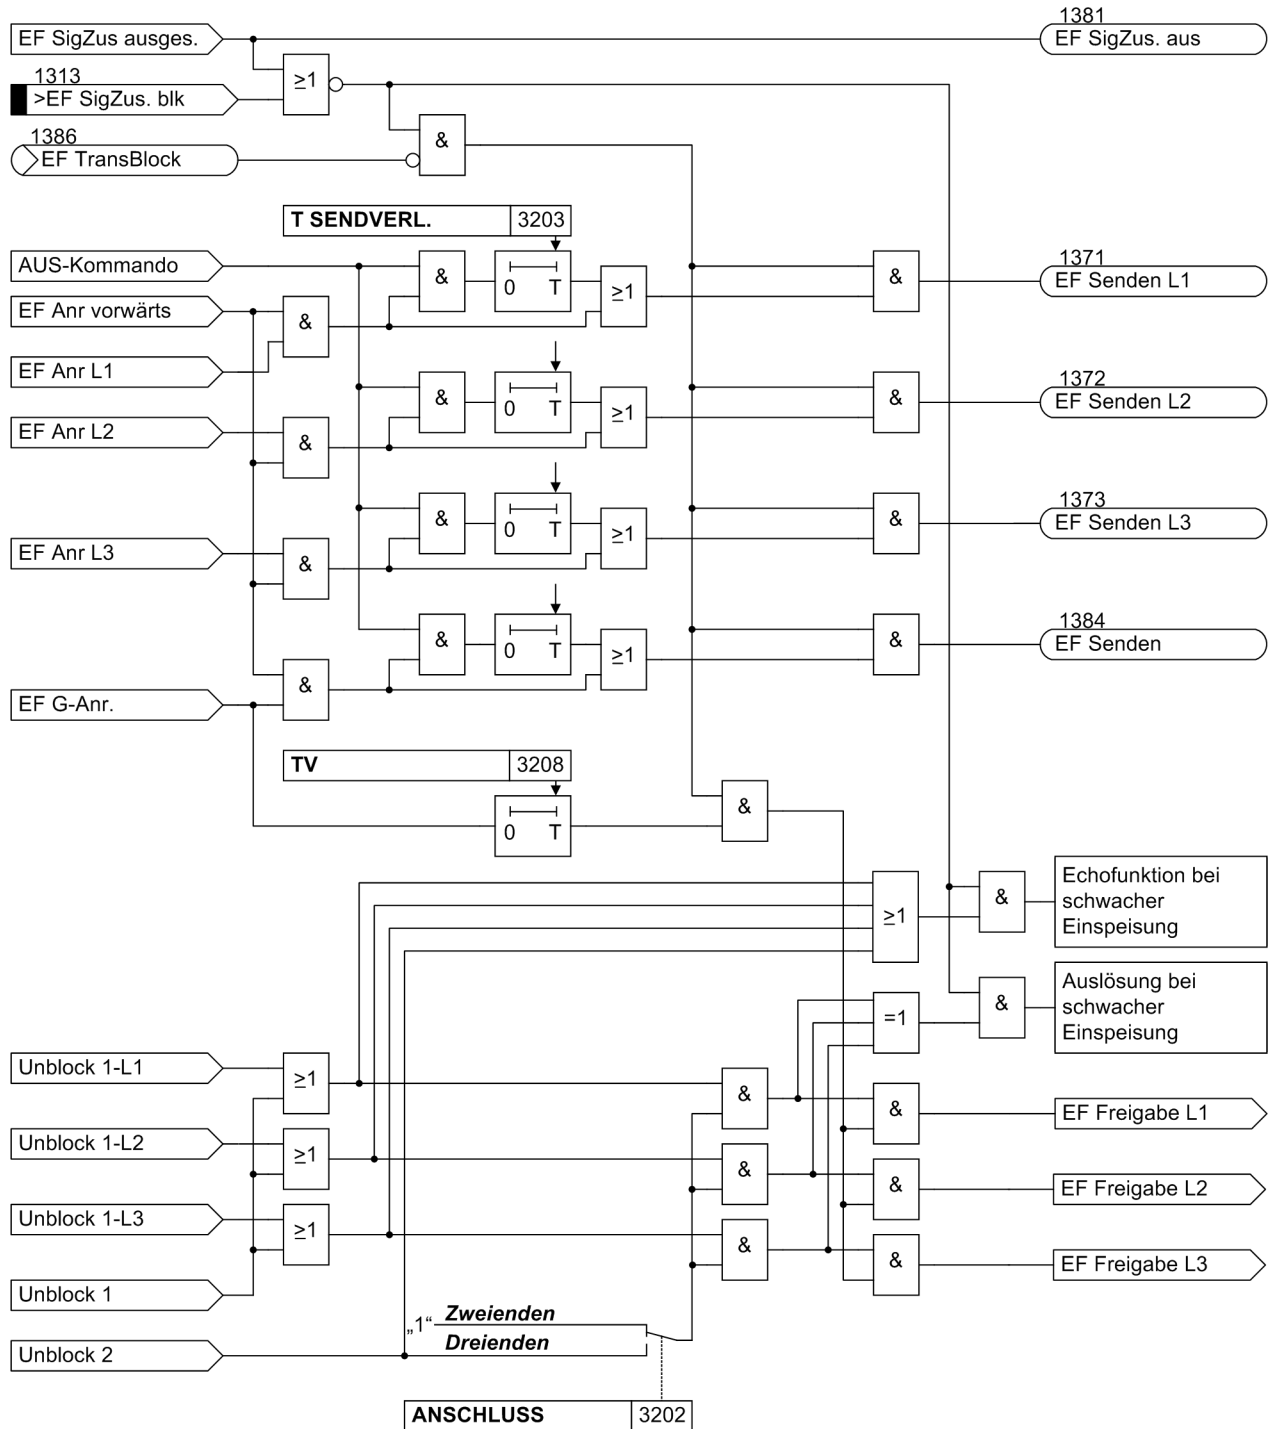 1381
EF SigZus ausges.
EF SigZus. aus
≥1
1313
>EF SigZus. blk
1386
EF TransBlock
&
T SENDVERL. 3203
AUS-Kommando
& 0 T ≥1 &
1371
EF Senden L1
EF Anr vorwärts
&
EF Anr L1
& 0 T ≥1 &
1372
EF Senden L2
EF Anr L2
&
& 0 T ≥1 &
1373
EF Senden L3
EF Anr L3
&
& 0 T ≥1 &
1384
EF Senden
EF G-Anr.
&
TV 3208
0 T
&
≥1
&
Echofunktion bei
schwacher
Einspeisung
=1
&
Auslösung bei
schwacher
Einspeisung
Unblock 1-L1
≥1
&
&
EF Freigabe L1
Unblock 1-L2
≥1
&
&
EF Freigabe L2
Unblock 1-L3
≥1
&
&
EF Freigabe L3
Unblock 1
„1“ Zweienden
Dreienden
Unblock 2
ANSCHLUSS 3202